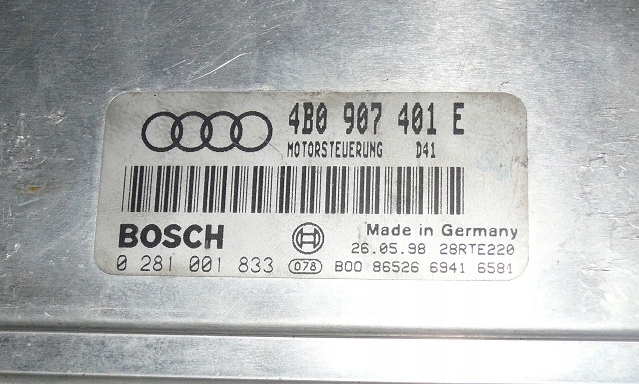 4B0 907 401 E
MOTORSTEUERUNG D41
BOSCH
Made in Germany
26.05.98 28RTE220
0 281 001 833 078 B00 86526 6941 6581